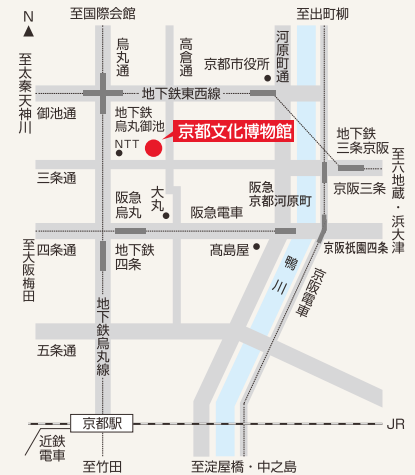 N
至国際会館
至出町柳
烏丸通
高倉通
河原町通
至太秦天神川
京都市役所
地下鉄東西線
御池通
地下鉄
烏丸御池
京都文化博物館
NTT
地下鉄
三条京阪
三条通
京阪三条
至六地蔵・浜大津
阪急
烏丸
大丸
阪急電車
阪急
京都河原町
四条通
地下鉄
四条
髙島屋
京阪祇園四条
至大阪梅田
鴨川
京阪電車
地下鉄烏丸線
五条通
京都駅
JR
近鉄
電車
至竹田
至淀屋橋・中之島